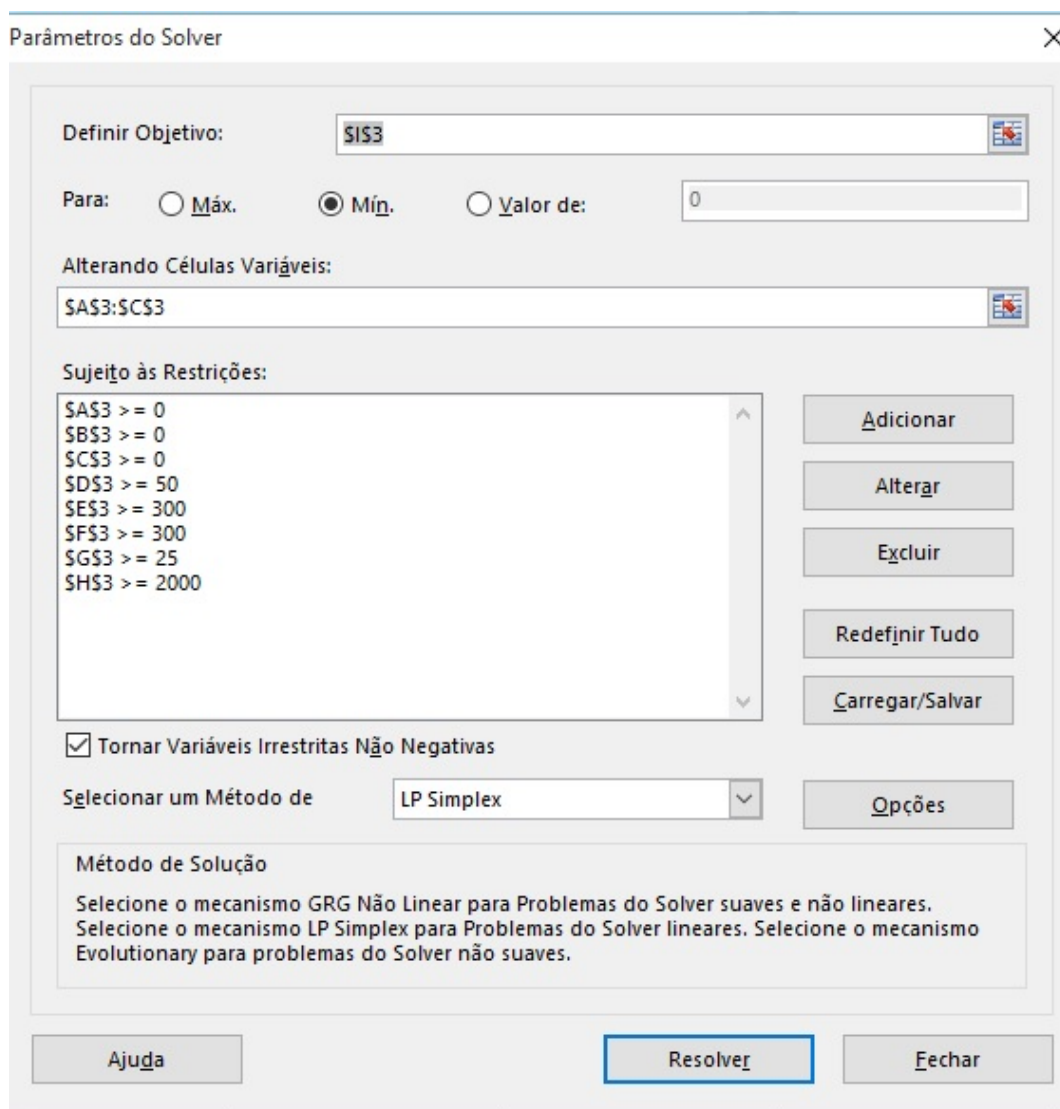 Parâmetros do Solver
Definir Objetivo: $I$3
Para: Máx. Mín. Valor de: 0
Alterando Células Variáveis:
$A$3:$C$3
Sujeito às Restrições:
$A$3 >= 0
$B$3 >= 0
$C$3 >= 0
$D$3 >= 50
$E$3 >= 300
$F$3 >= 300
$G$3 >= 25
$H$3 >= 2000
Adicionar
Alterar
Excluir
Redefinir Tudo
Carregar/Salvar
Tornar Variáveis Irrestritas Não Negativas
Selecionar um Método de LP Simplex Opções
Método de Solução
Selecione o mecanismo GRG Não Linear para Problemas do Solver suaves e não lineares.
Selecione o mecanismo LP Simplex para Problemas do Solver lineares. Selecione o mecanismo
Evolutionary para problemas do Solver não suaves.
Ajuda Resolver Fechar